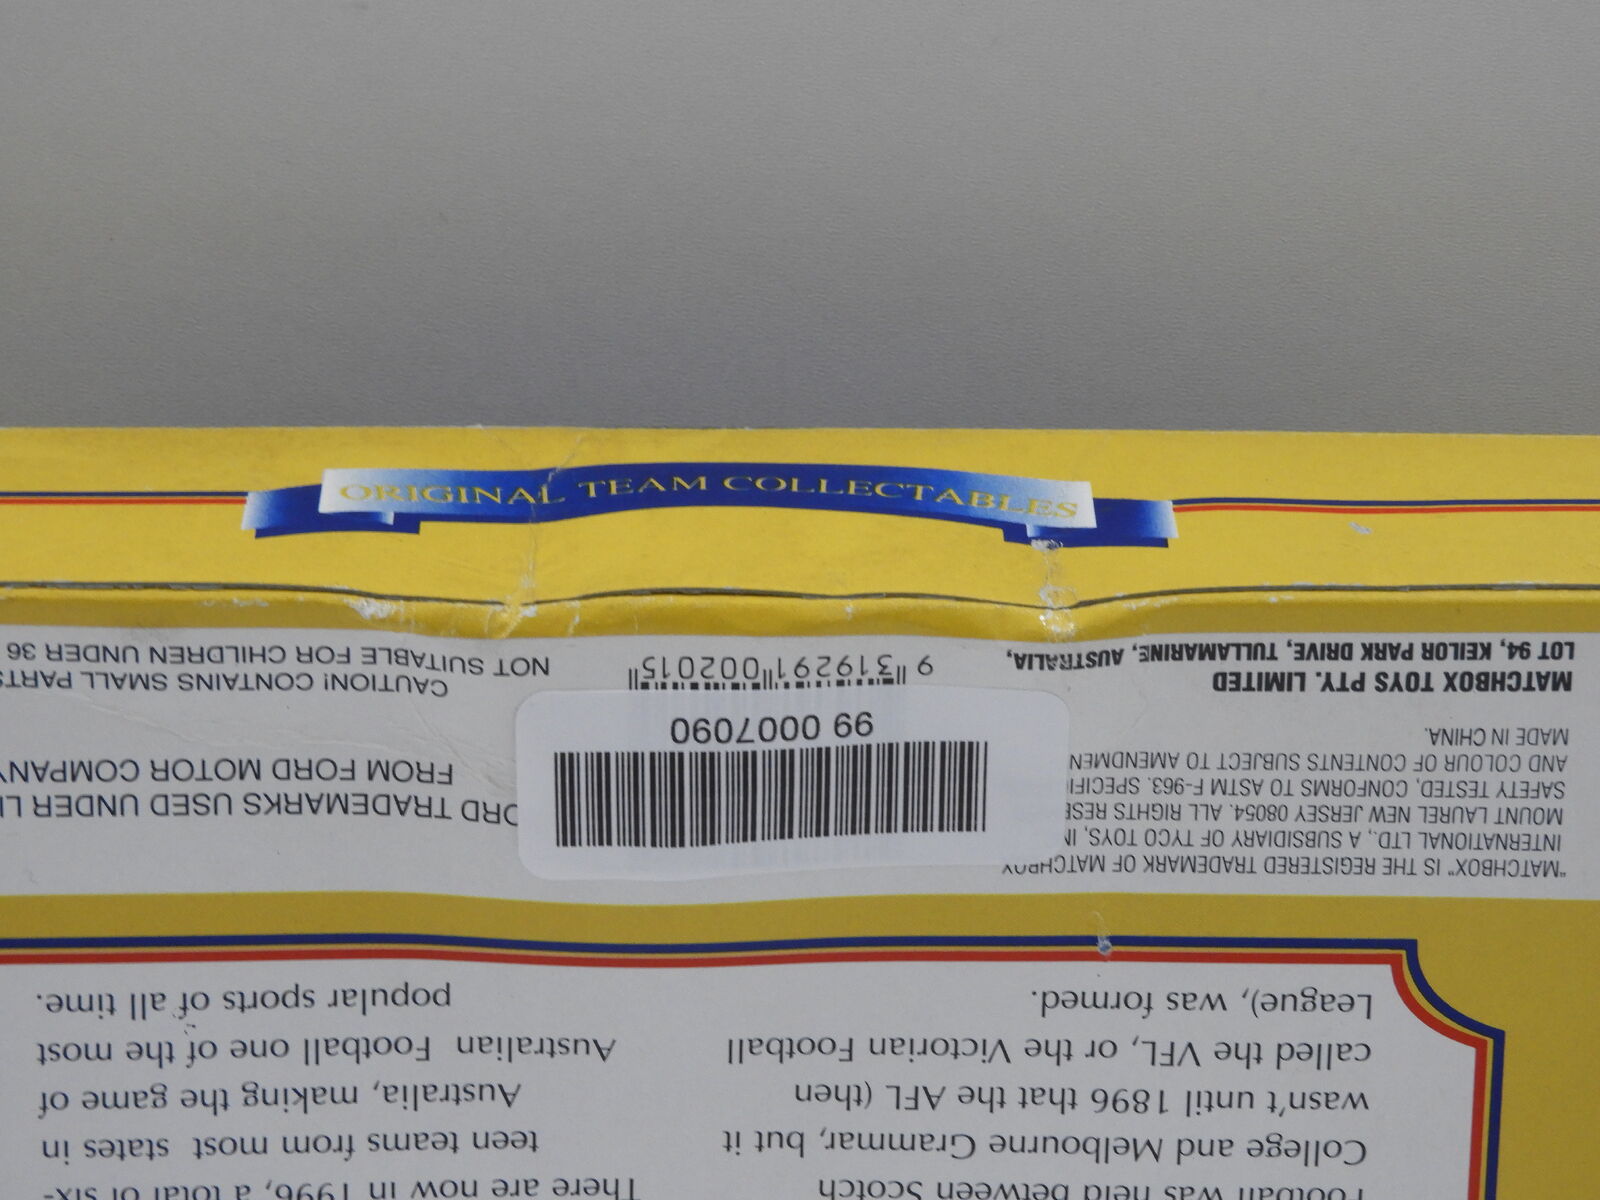 ORIGINAL TEAM COLLECTABLES
Football was held between Scotch
College and Melbourne Grammar, but it
wasn't until 1896 that the AFL (then
called the VFL, or the Victorian Football
League), was formed.
There are now in 1996, a total of six-
teen teams from most states in
Australia, making the game of
Australian Football one of the most
popular sports of all time.
"MATCHBOX" IS THE REGISTERED TRADEMARK OF MATCHBOX
INTERNATIONAL LTD., A SUBSIDIARY OF TYCO TOYS, IN
MOUNT LAUREL NEW JERSEY 08054. ALL RIGHTS RESE
SAFETY TESTED, CONFORMS TO ASTM F-963. SPECIFI
AND COLOUR OF CONTENTS SUBJECT TO AMENDMEN
MADE IN CHINA.
MATCHBOX TOYS PTY. LIMITED
LOT 94, KEILOR PARK DRIVE, TULLAMARINE, AUSTRALIA,
99 0007090
9 319291 002015
ORD TRADEMARKS USED UNDER LI
FROM FORD MOTOR COMPANY
CAUTION! CONTAINS SMALL PARTS
NOT SUITABLE FOR CHILDREN UNDER 36